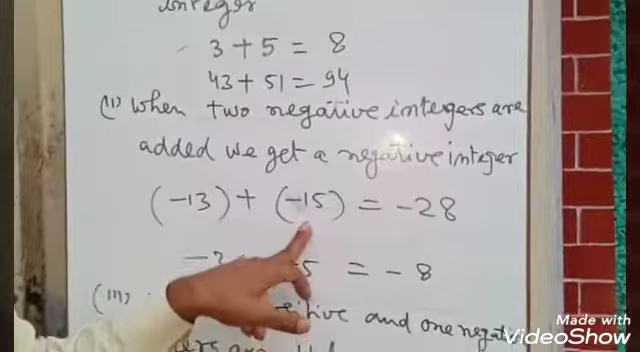 integer
3 + 5 = 8
43 + 51 = 94
(II) When two negative integers are
added we get a negative integer
(-13) + (-15) = -28
5 = -8
(III)
and one
Made with
VideoShow